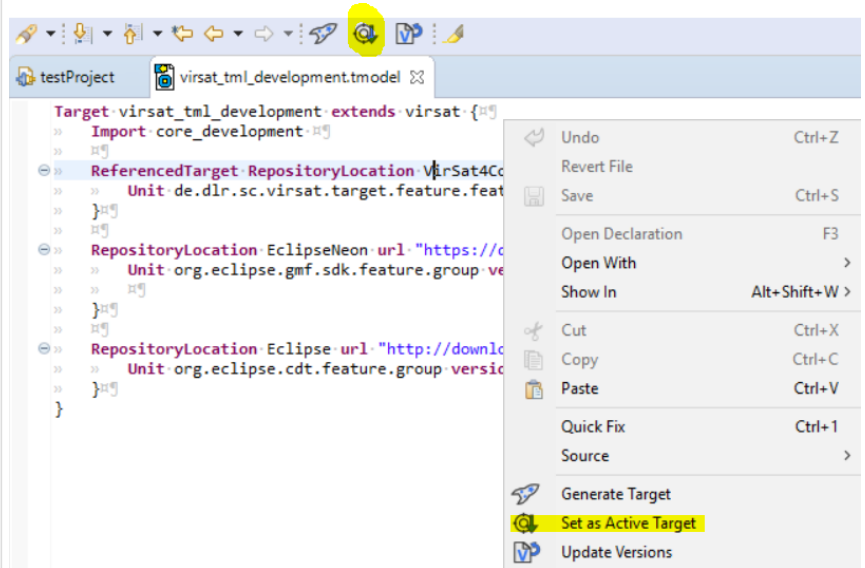 testProject
virsat_tml_development.tmodel
Target virsat_tml_development extends virsat {
Import core_development
ReferencedTarget RepositoryLocation VirSat4Co
Unit de.dlr.sc.virsat.target.feature.feat
}
RepositoryLocation EclipseNeon url "https://d
Unit org.eclipse.gmf.sdk.feature.group ve
}
RepositoryLocation Eclipse url "http://downlo
Unit org.eclipse.cdt.feature.group versio
}
}
Undo Ctrl+Z
Revert File
Save Ctrl+S
Open Declaration F3
Open With
Show In Alt+Shift+W
Cut Ctrl+X
Copy Ctrl+C
Paste Ctrl+V
Quick Fix Ctrl+1
Source
Generate Target
Set as Active Target
Update Versions